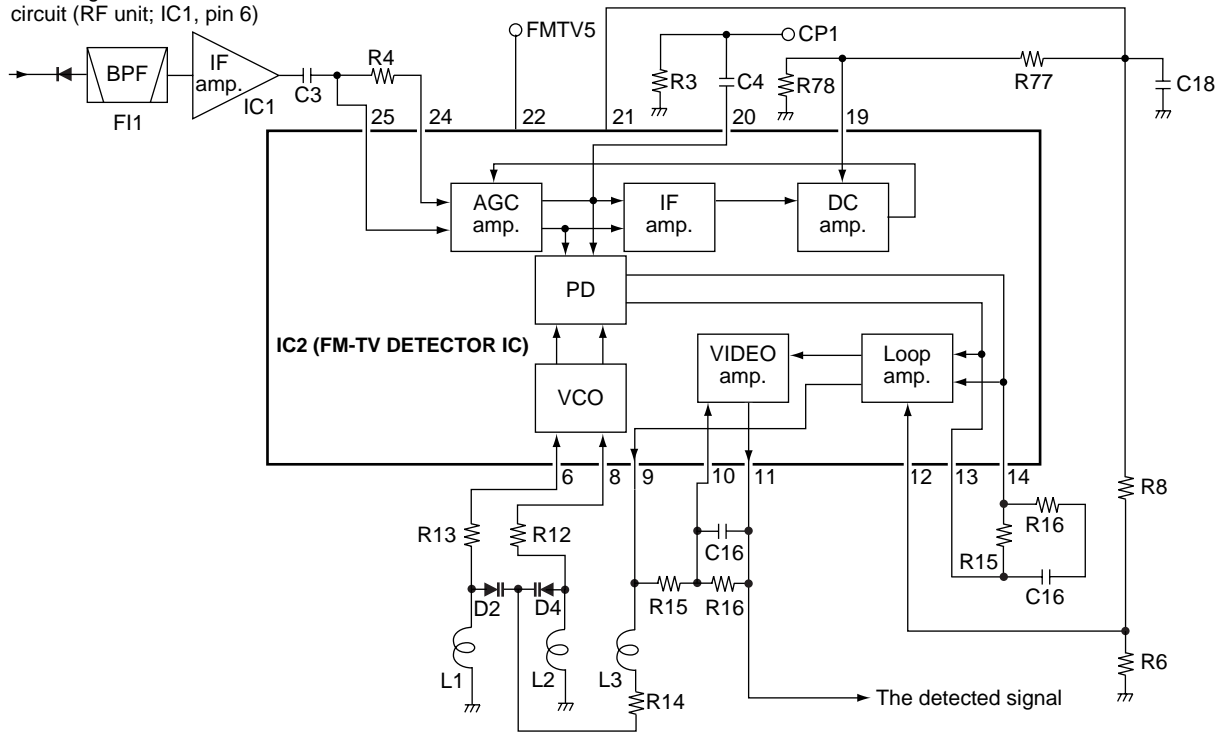 circuit (RF unit; IC1, pin 6)
FMTV5
CP1
BPF
IF
amp.
IC1
FI1
C3
R4
R3
C4
R78
R77
C18
25
24
22
21
20
19
AGC
amp.
IF
amp.
DC
amp.
PD
IC2 (FM-TV DETECTOR IC)
VCO
VIDEO
amp.
Loop
amp.
6
8
9
10
11
12
13
14
R8
R13
R12
C16
R16
R15
C16
D2
D4
R15
R16
R6
L1
L2
L3
R14
The detected signal